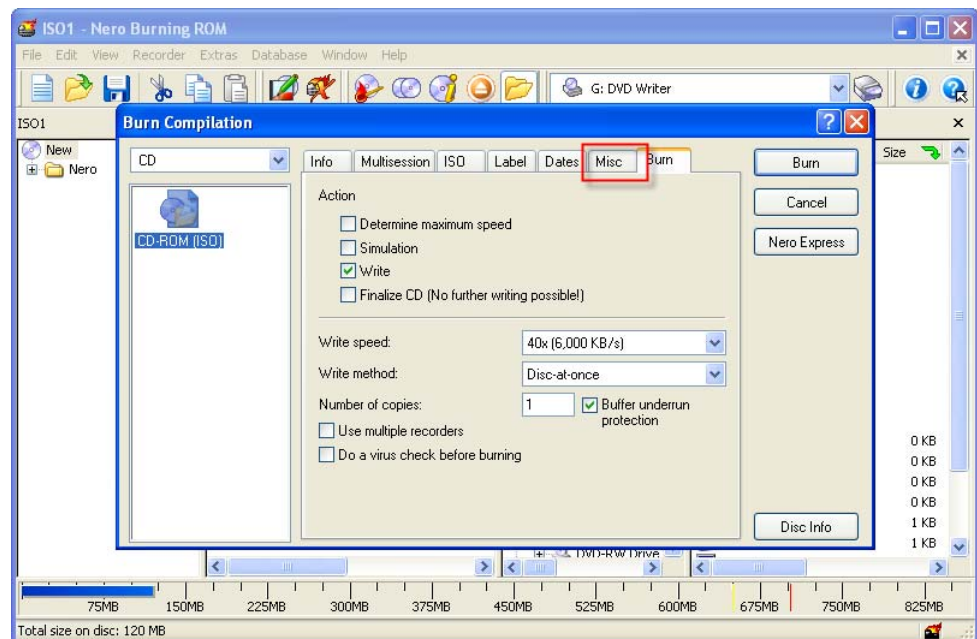 ISO1 - Nero Burning ROM
File Edit View Recorder Extras Database Window Help
G: DVD Writer
ISO1
Burn Compilation
New
Nero
CD
CD-ROM (ISO)
Info Multisession ISO Label Dates Misc Burn
Action
Determine maximum speed
Simulation
Write
Finalize CD (No further writing possible!)
Write speed: 40x (6,000 KB/s)
Write method: Disc-at-once
Number of copies: 1 Buffer underrun
protection
Use multiple recorders
Do a virus check before burning
Burn
Cancel
Nero Express
Disc Info
Size
0 KB
0 KB
0 KB
0 KB
1 KB
1 KB
DVD-RW Drive
75MB 150MB 225MB 300MB 375MB 450MB 525MB 600MB 675MB 750MB 825MB
Total size on disc: 120 MB